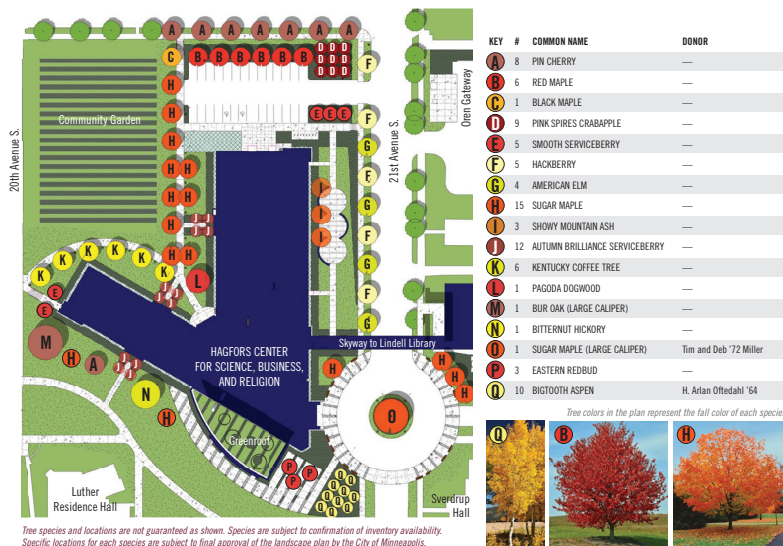 A A A A A A A
C B B B B B B
D D D
D D D
D D D
F
H
H
E E E
F
Community Garden
H
G
H H
F
H H
I
G
H
J J
J J
I
F
I
H H
G
K K K K K K
L
F
J J
J J
E
E
G
M
H
A
J J
J J
N
H
20th Avenue S.
21st Avenue S.
Oren Gateway
HAGFORS CENTER
FOR SCIENCE, BUSINESS,
AND RELIGION
Skyway to Lindell Library
H
H
H
H
O
Greenroof
P P
P
Q Q Q Q Q Q Q Q Q Q
Luther
Residence Hall
Sverdrup
Hall
Tree species and locations are not guaranteed as shown. Species are subject to confirmation of inventory availability.
Specific locations for each species are subject to final approval of the landscape plan by the City of Minneapolis.
KEY # COMMON NAME DONOR
A 8 PIN CHERRY —
B 6 RED MAPLE —
C 1 BLACK MAPLE —
D 9 PINK SPIRES CRABAPPLE —
E 5 SMOOTH SERVICEBERRY —
F 5 HACKBERRY —
G 4 AMERICAN ELM —
H 15 SUGAR MAPLE —
I 3 SHOWY MOUNTAIN ASH —
J 12 AUTUMN BRILLIANCE SERVICEBERRY —
K 6 KENTUCKY COFFEE TREE —
L 1 PAGODA DOGWOOD —
M 1 BUR OAK (LARGE CALIPER) —
N 1 BITTERNUT HICKORY —
O 1 SUGAR MAPLE (LARGE CALIPER) Tim and Deb '72 Miller
P 3 EASTERN REDBUD —
Q 10 BIGTOOTH ASPEN H. Arlan Oftedahl '64
Tree colors in the plan represent the fall color of each species
Q B H